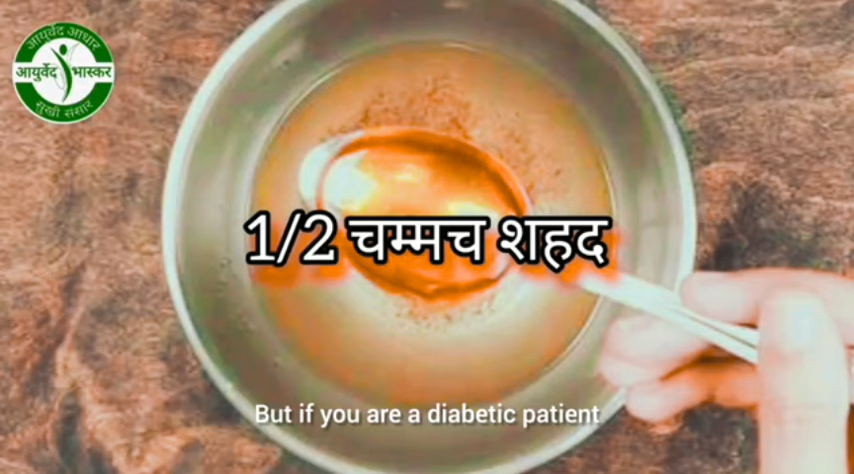 आयुर्वेद आधार
आयुर्वेद भास्कर
सुखी संसार
1/2 चम्मच शहद
But if you are a diabetic patient